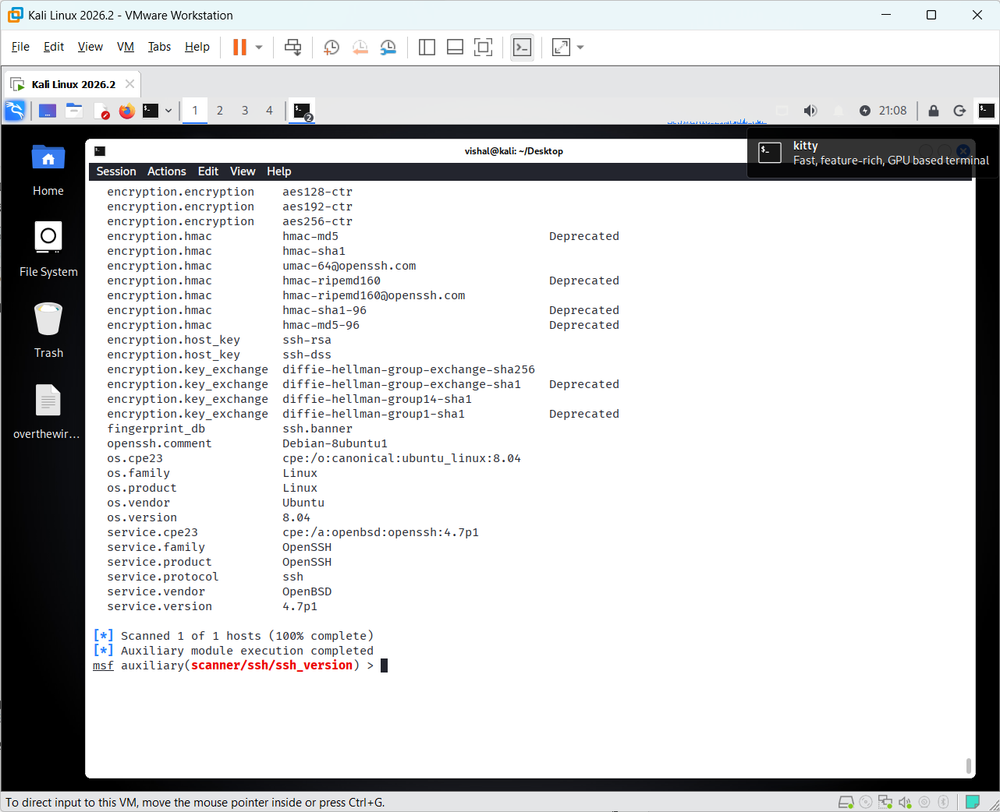 Kali Linux 2026.2 - VMware Workstation
File Edit View VM Tabs Help
Kali Linux 2026.2
1 2 3 4 2 21:08
kitty
Fast, feature-rich, GPU based terminal
vishal@kali: ~/Desktop
Session Actions Edit View Help
Home
File System
Trash
overthewir...
encryption.encryption aes128-ctr
encryption.encryption aes192-ctr
encryption.encryption aes256-ctr
encryption.hmac hmac-md5 Deprecated
encryption.hmac hmac-sha1
encryption.hmac umac-64@openssh.com
encryption.hmac hmac-ripemd160 Deprecated
encryption.hmac hmac-ripemd160@openssh.com
encryption.hmac hmac-sha1-96 Deprecated
encryption.hmac hmac-md5-96 Deprecated
encryption.host_key ssh-rsa
encryption.host_key ssh-dss
encryption.key_exchange diffie-hellman-group-exchange-sha256
encryption.key_exchange diffie-hellman-group-exchange-sha1 Deprecated
encryption.key_exchange diffie-hellman-group14-sha1
encryption.key_exchange diffie-hellman-group1-sha1 Deprecated
fingerprint_db ssh.banner
openssh.comment Debian-8ubuntu1
os.cpe23 cpe:/o:canonical:ubuntu_linux:8.04
os.family Linux
os.product Linux
os.vendor Ubuntu
os.version 8.04
service.cpe23 cpe:/a:openbsd:openssh:4.7p1
service.family OpenSSH
service.product OpenSSH
service.protocol ssh
service.vendor OpenBSD
service.version 4.7p1
[*] Scanned 1 of 1 hosts (100% complete)
[*] Auxiliary module execution completed
msf auxiliary(scanner/ssh/ssh_version) >
To direct input to this VM, move the mouse pointer inside or press Ctrl+G.